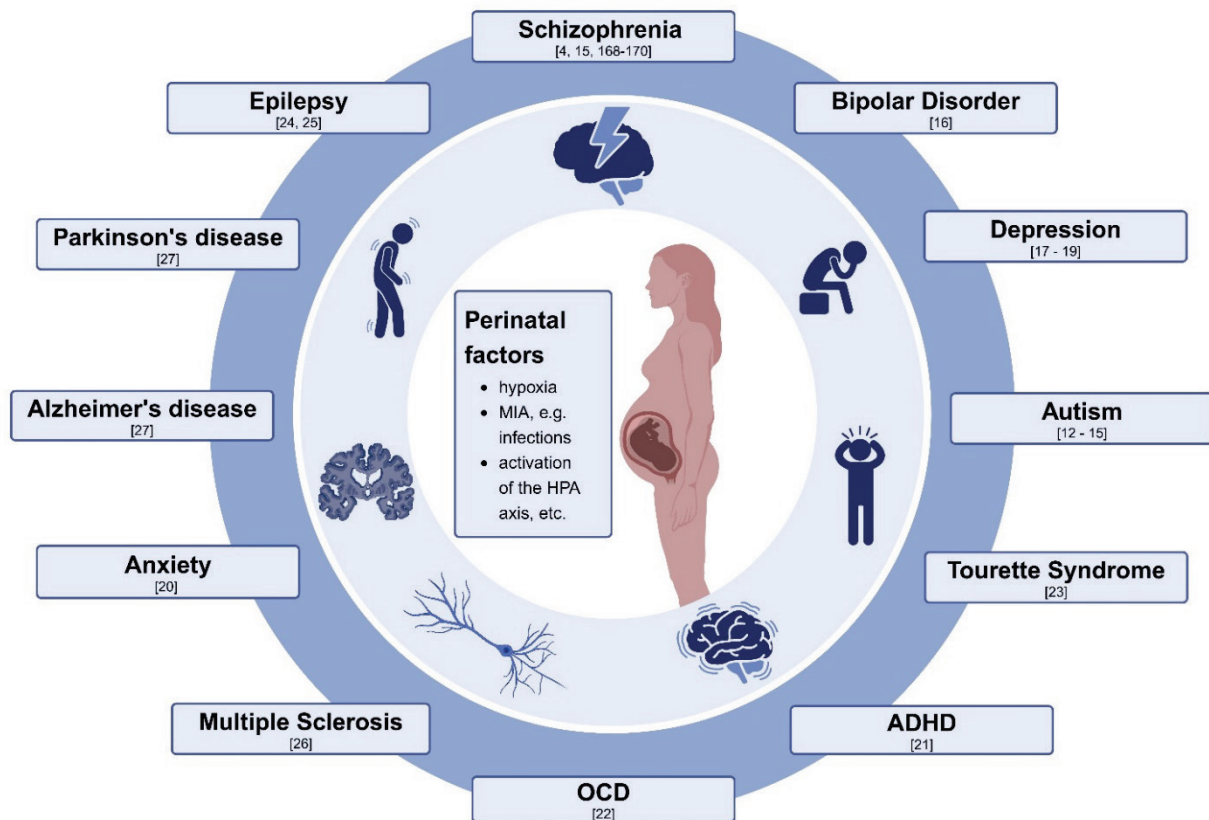 Schizophrenia
[4, 15, 168-170]
Epilepsy
[24, 25]
Bipolar Disorder
[16]
Parkinson's disease
[27]
Depression
[17 - 19]
Perinatal
factors
• hypoxia
• MIA, e.g.
infections
• activation
of the HPA
axis, etc.
Alzheimer's disease
[27]
Autism
[12 - 15]
Anxiety
[20]
Tourette Syndrome
[23]
Multiple Sclerosis
[26]
ADHD
[21]
OCD
[22]